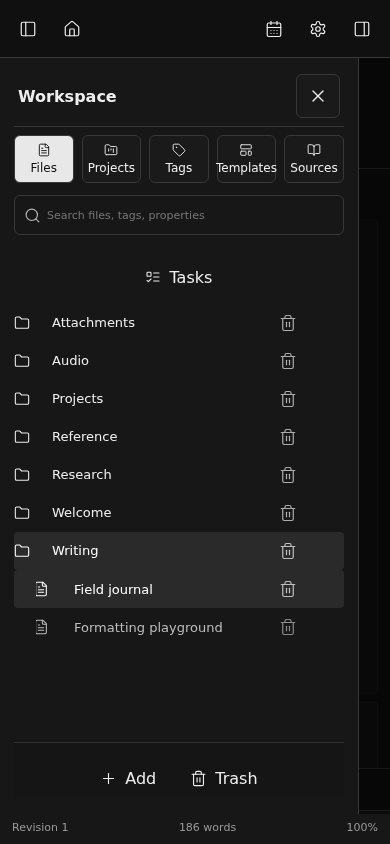 Workspace
Files
Projects
Tags
Templates
Sources
Search files, tags, properties
Tasks
Attachments
Audio
Projects
Reference
Research
Welcome
Writing
Field journal
Formatting playground
Add
Trash
Revision 1
186 words
100%